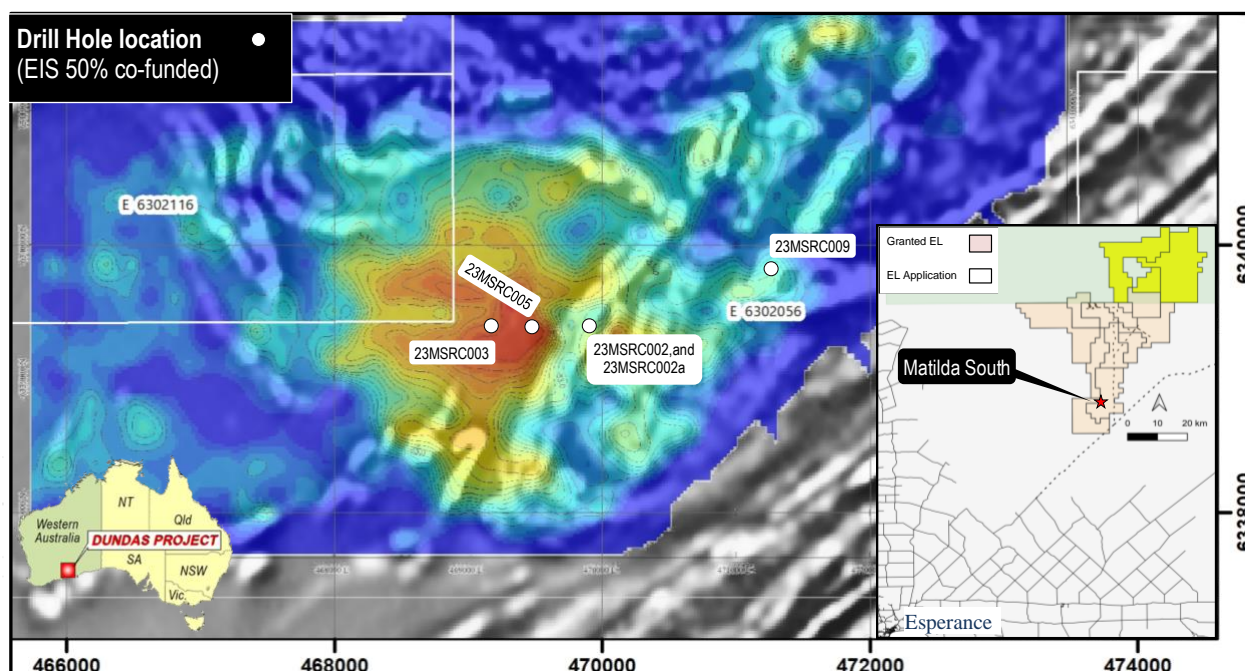 Drill Hole location
(EIS 50% co-funded)
E 6302116
23MSRC009
23MSRC005
E 6302056
23MSRC003
23MSRC002,and
23MSRC002a
Granted EL
EL Application
Matilda South
0 10 20 km
Esperance
NT
Western
Australia
Qld
DUNDAS PROJECT
SA
NSW
Vic.
6340000
6338000
466000
468000
470000
472000
474000